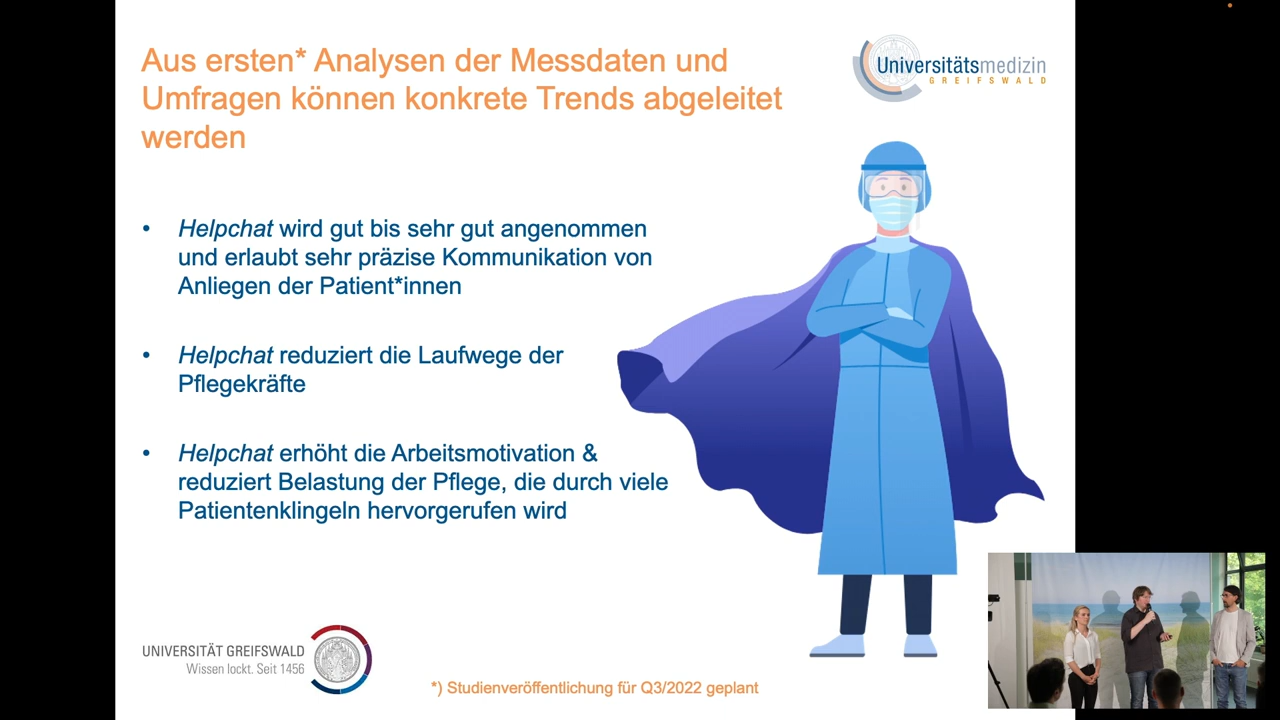 Aus ersten* Analysen der Messdaten und
Umfragen können konkrete Trends abgeleitet
werden
Universitätsmedizin
GREIFSWALD
• Helpchat wird gut bis sehr gut angenommen
und erlaubt sehr präzise Kommunikation von
Anliegen der Patient*innen
• Helpchat reduziert die Laufwege der
Pflegekräfte
• Helpchat erhöht die Arbeitsmotivation &
reduziert Belastung der Pflege, die durch viele
Patientenklingeln hervorgerufen wird
UNIVERSITÄT GREIFSWALD
Wissen lockt. Seit 1456
*) Studienveröffentlichung für Q3/2022 geplant